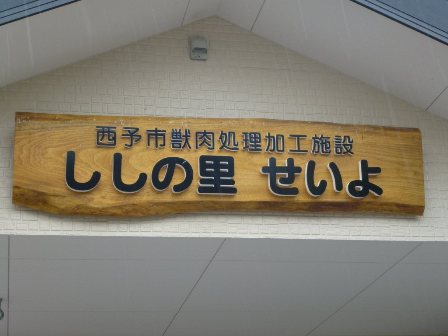 西予市獣肉処理加工施設
ししの里 せいよ